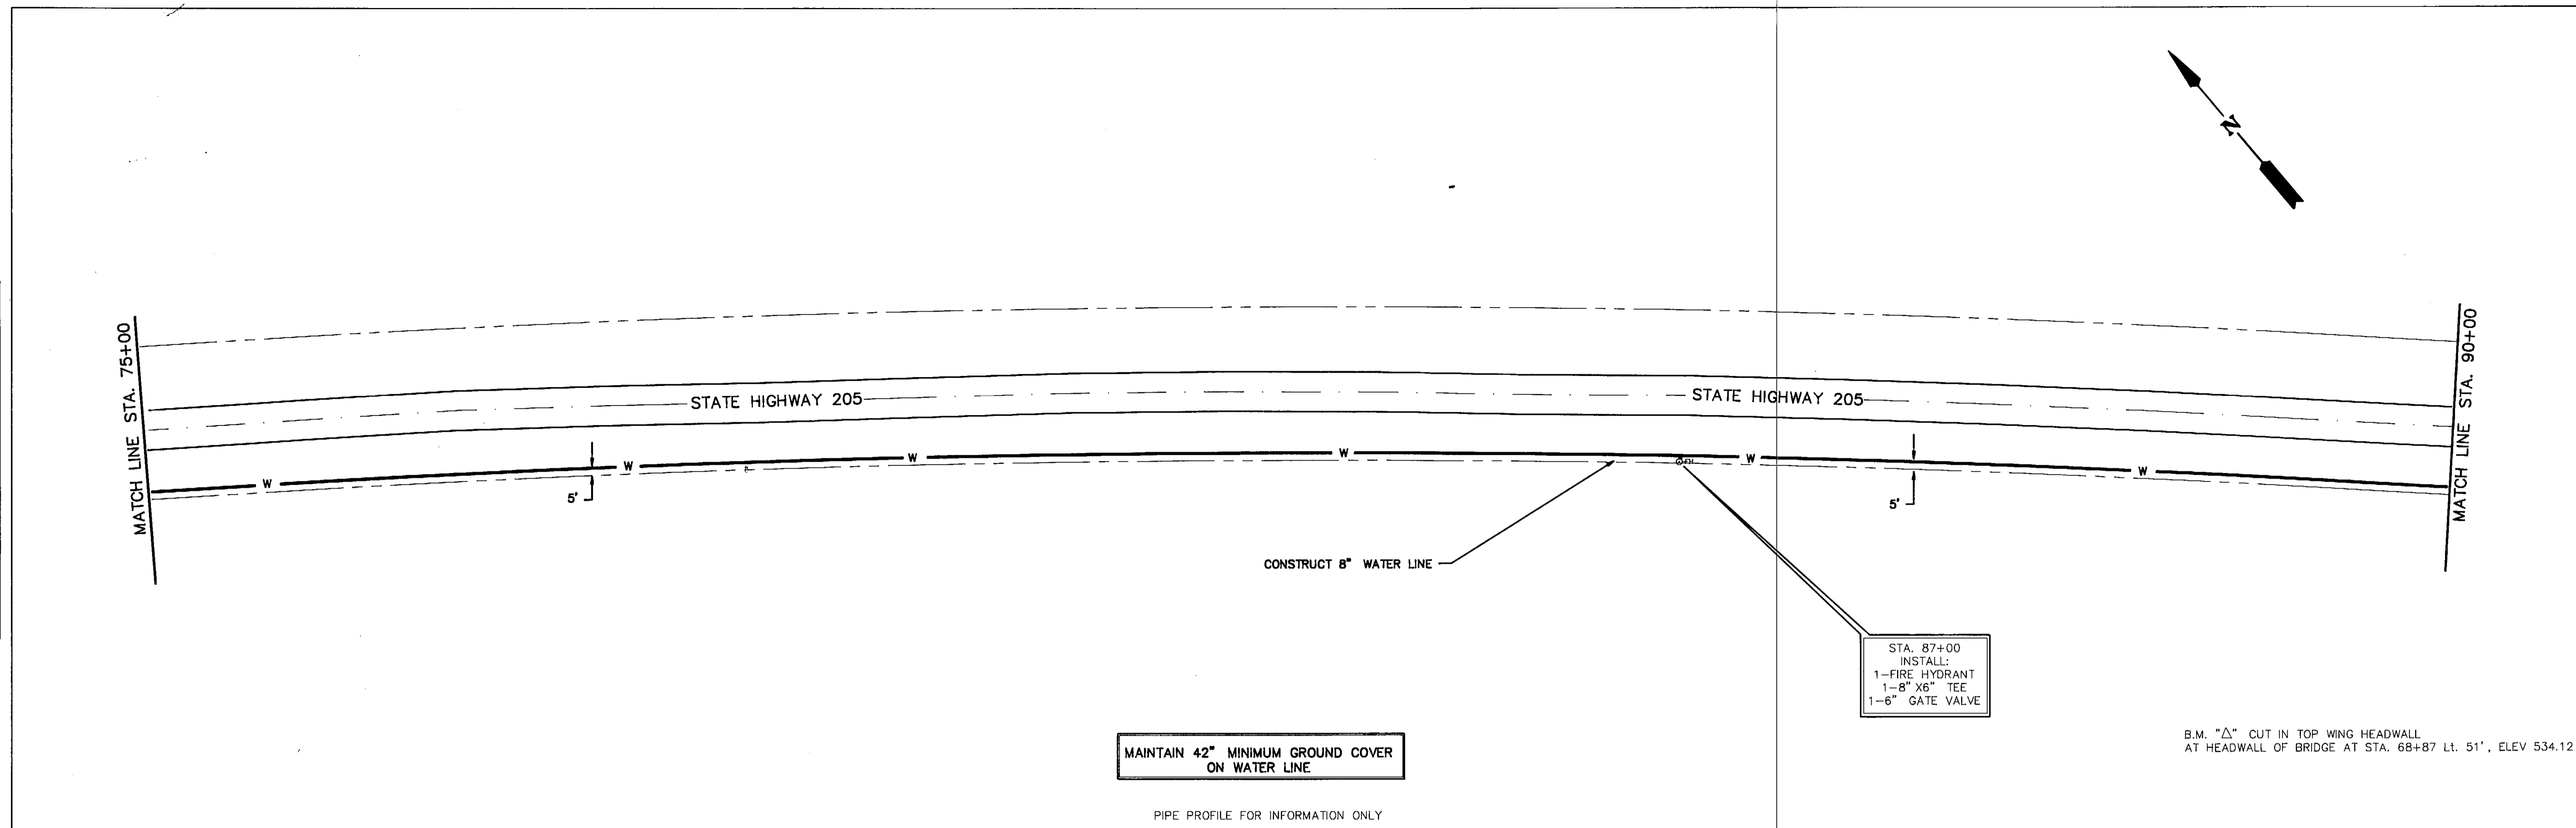 N
MATCH LINE STA. 75+00
MATCH LINE STA. 90+00
STATE HIGHWAY 205
STATE HIGHWAY 205
W
W
W
W
W
W
5'
5'
CONSTRUCT 8" WATER LINE
STA. 87+00
INSTALL:
1-FIRE HYDRANT
1-8" X6" TEE
1-6" GATE VALVE
B.M. "△" CUT IN TOP WING HEADWALL
AT HEADWALL OF BRIDGE AT STA. 68+87 Lt. 51', ELEV 534.12
MAINTAIN 42" MINIMUM GROUND COVER
ON WATER LINE
PIPE PROFILE FOR INFORMATION ONLY